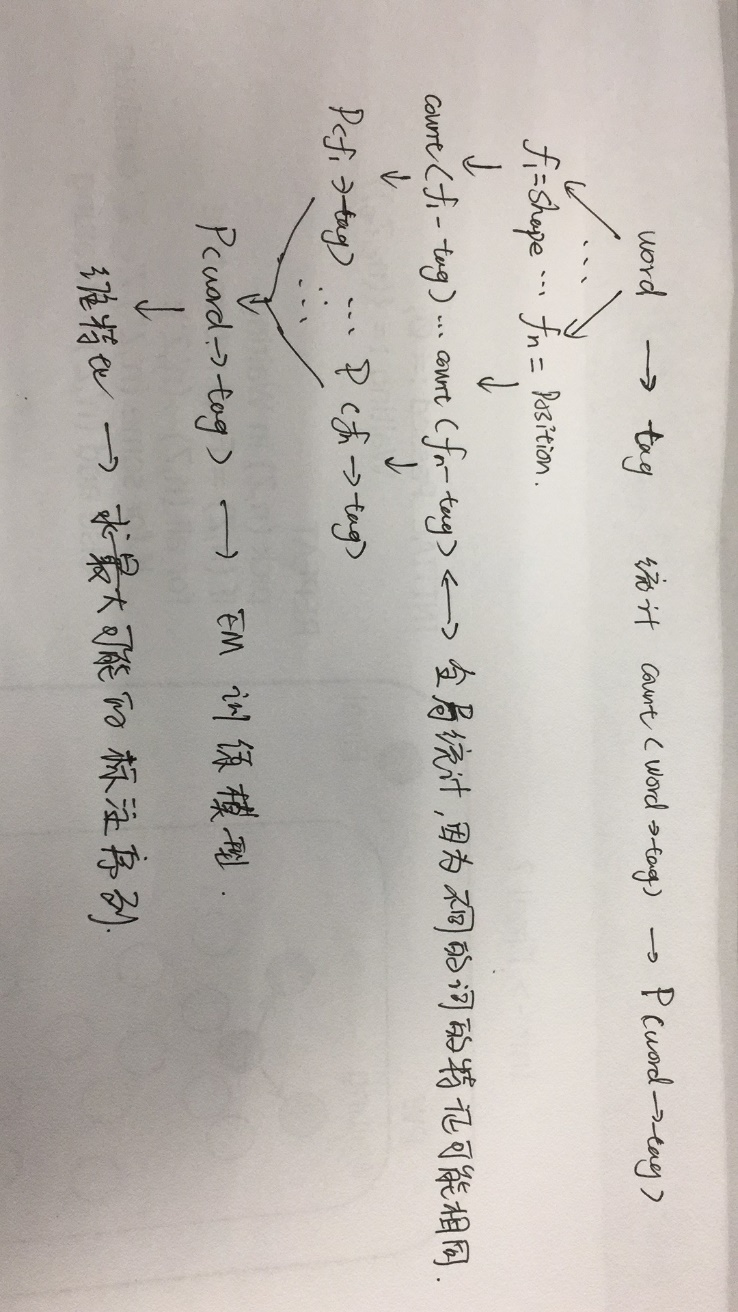 word → tag 统计 count(word→tag) → P(word→tag)
f₁=Shape ... fₙ= Position.
count(f₁-tag)...count(fₙ-tag) <-> 全局统计,因为不同的词的特征可能相同.
P(f₁→tag) ... P(fₙ→tag)
P(word→tag) → EM 训练模型.
维特比 → 求最大可能的标注序列.